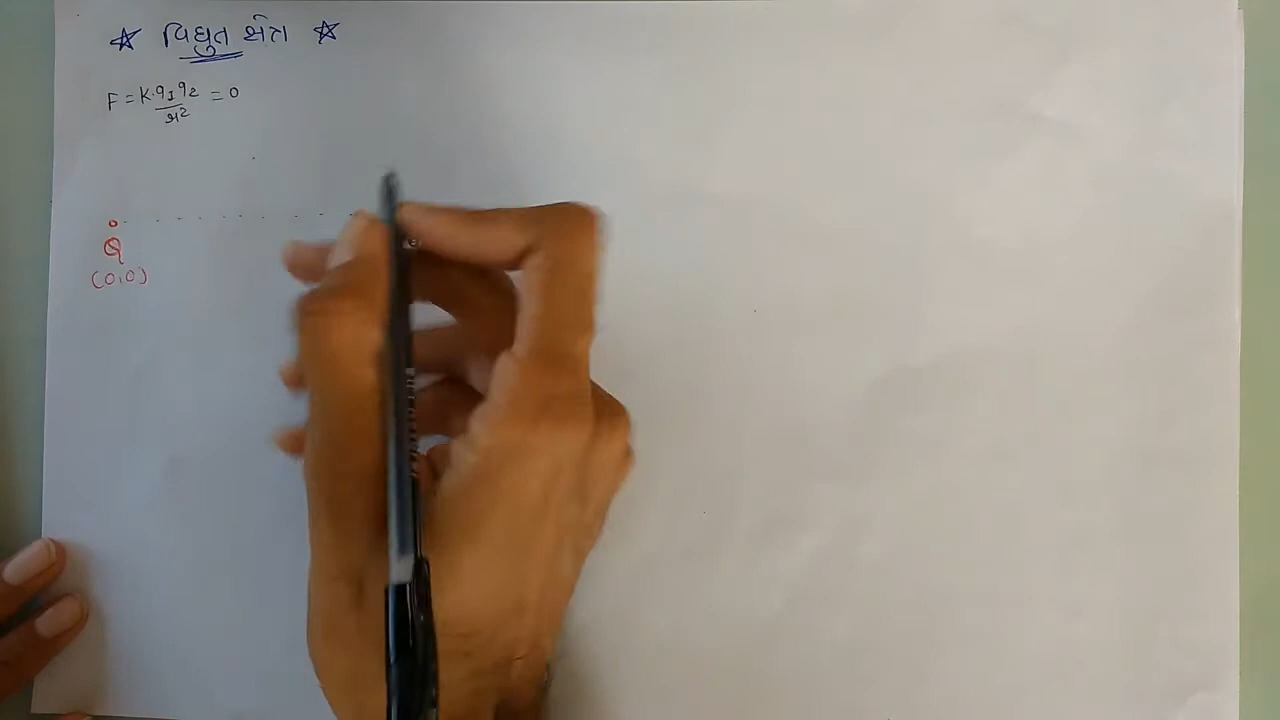 ☆ વિધુત ક્ષેત્ર ☆
F = K.q₁q₂/r² = 0
Q
(0,0)